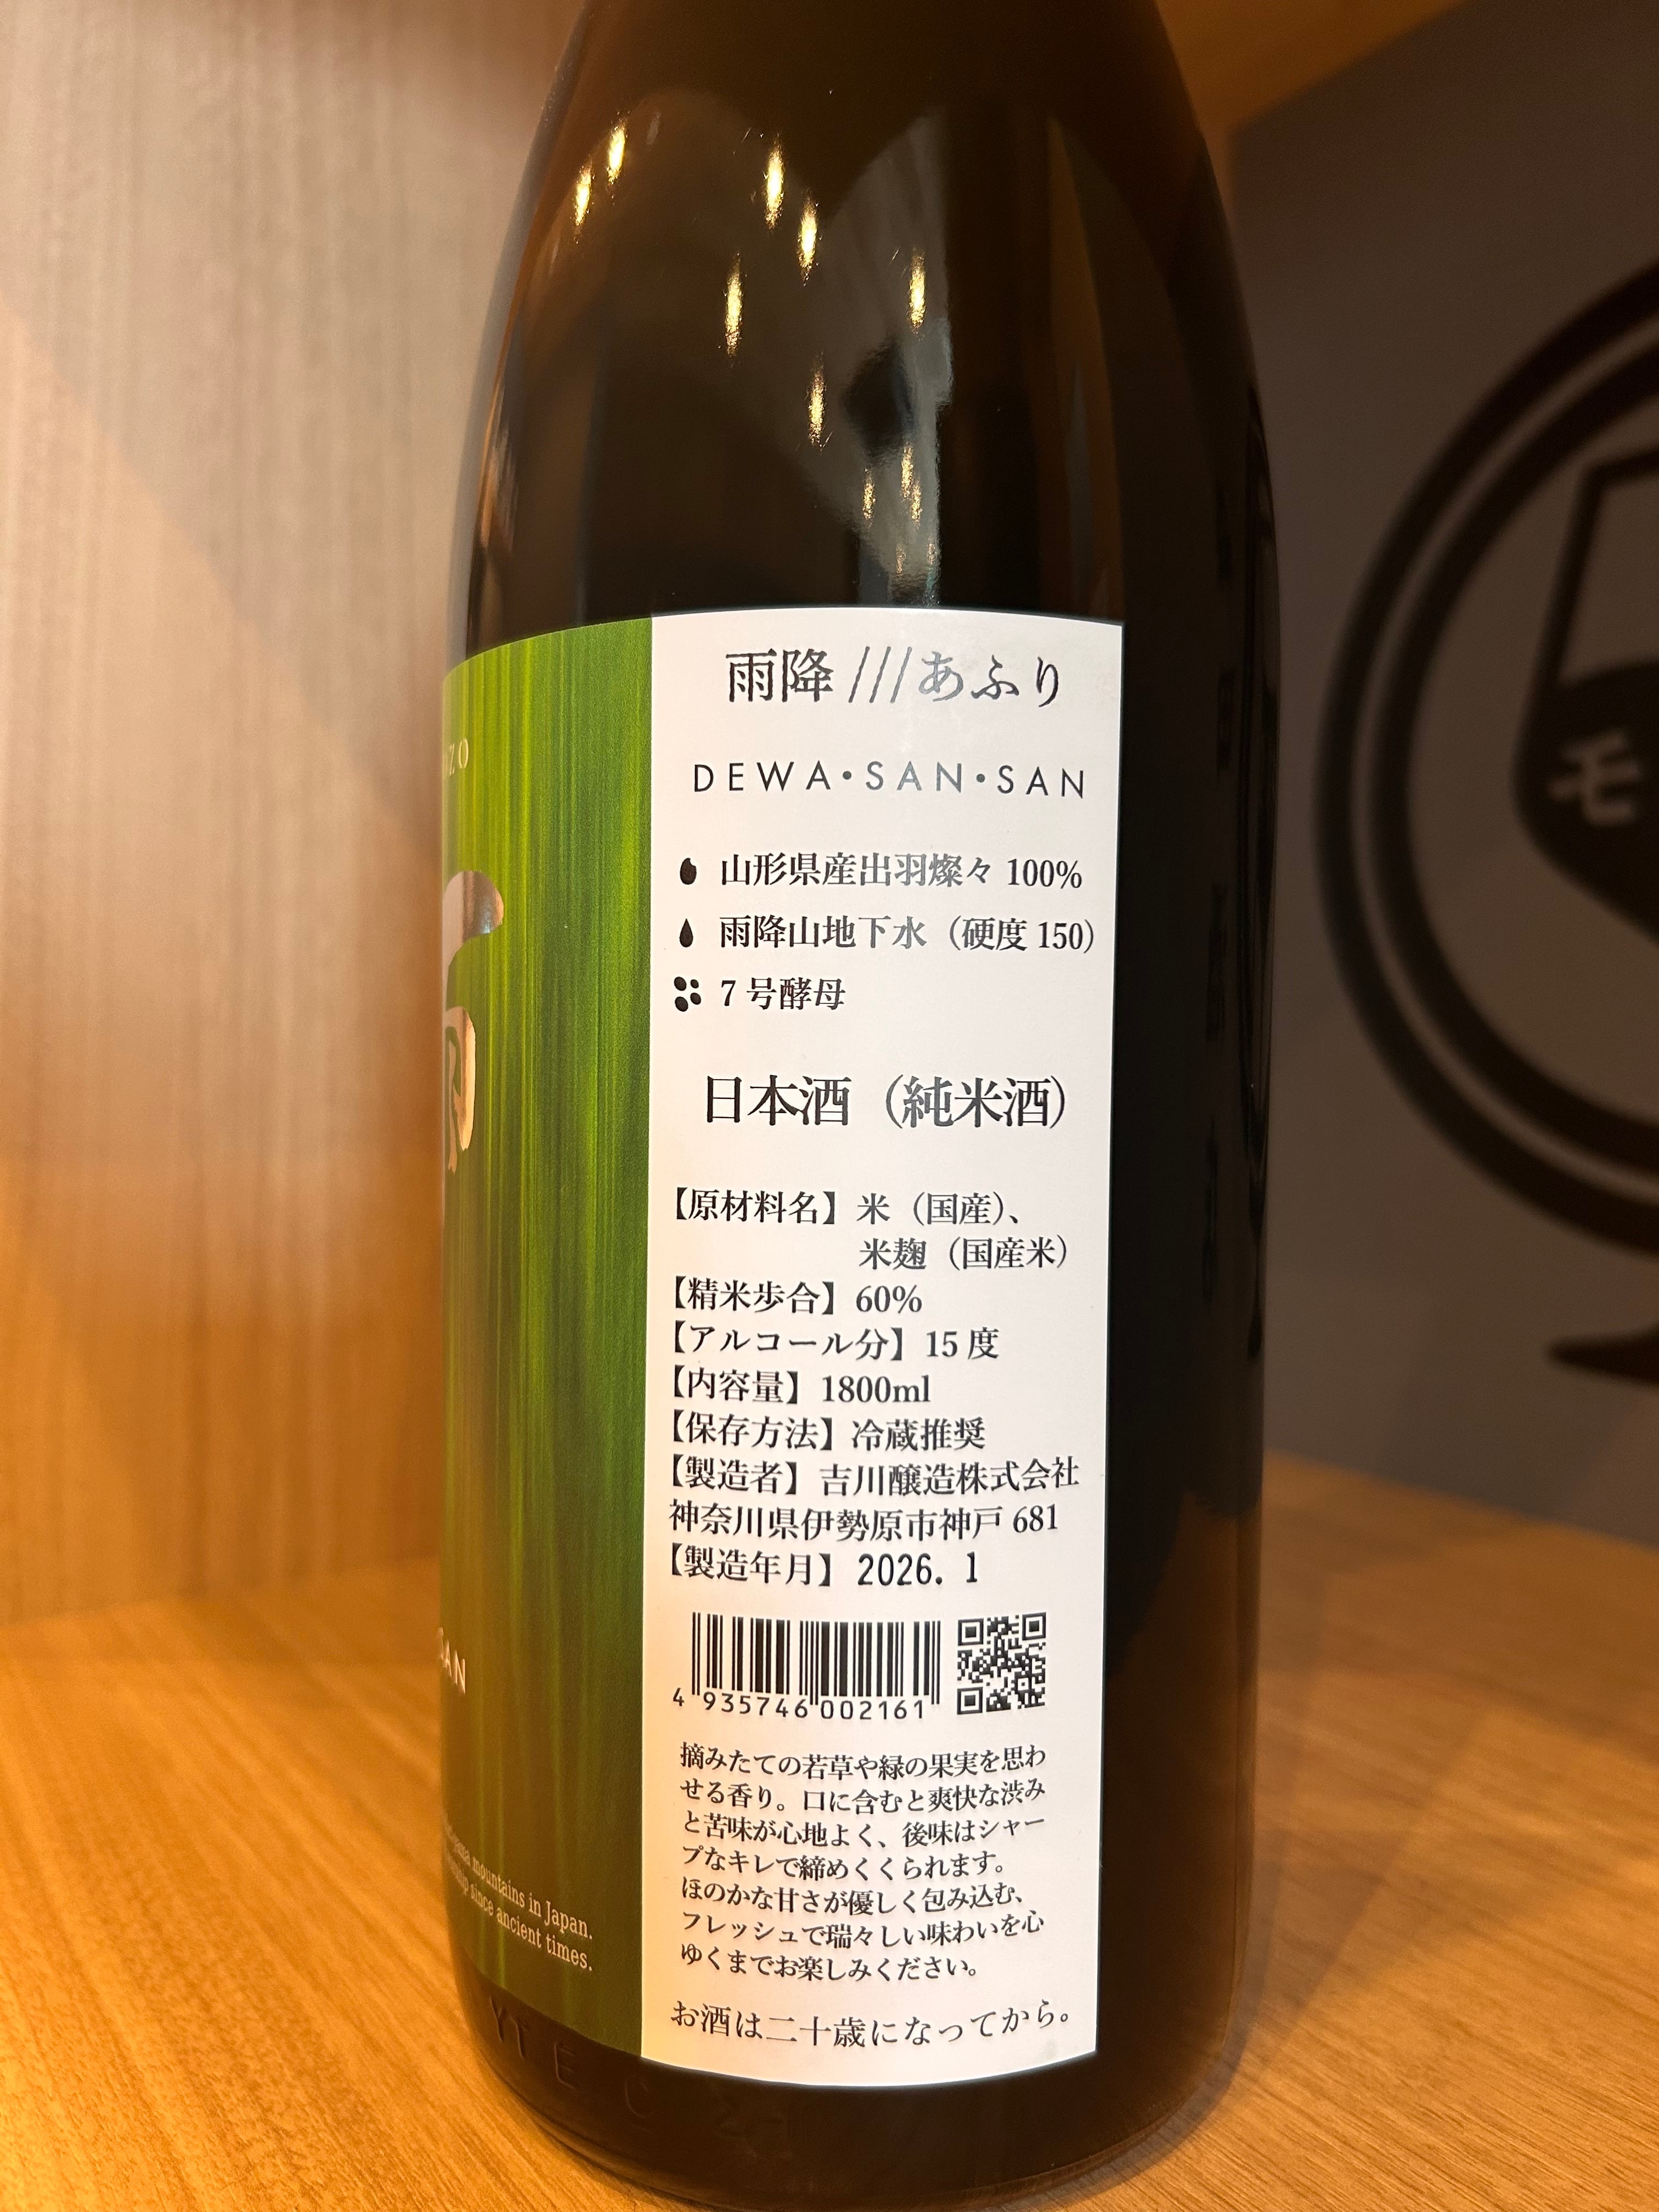 雨降///あふり
DEWA・SAN・SAN
山形県産出羽燦々 100%
雨降山地下水（硬度 150）
7 号酵母
日本酒（純米酒）
【原材料名】米（国産）、
米麹（国産米）
【精米歩合】60%
【アルコール分】15 度
【内容量】1800ml
【保存方法】冷蔵推奨
【製造者】吉川醸造株式会社
神奈川県伊勢原市神戸 681
【製造年月】2026. 1
4 935746 002161
摘みたての若草や緑の果実を思わ
せる香り。口に含むと爽快な渋み
と苦味が心地よく、後味はシャー
プなキレで締めくくられます。
ほのかな甘さが優しく包み込む、
フレッシュで瑞々しい味わいを心
ゆくまでお楽しみください。
お酒は二十歳になってから。
ZO
雨
SAN
mountains in Japan.
since ancient times.
モ